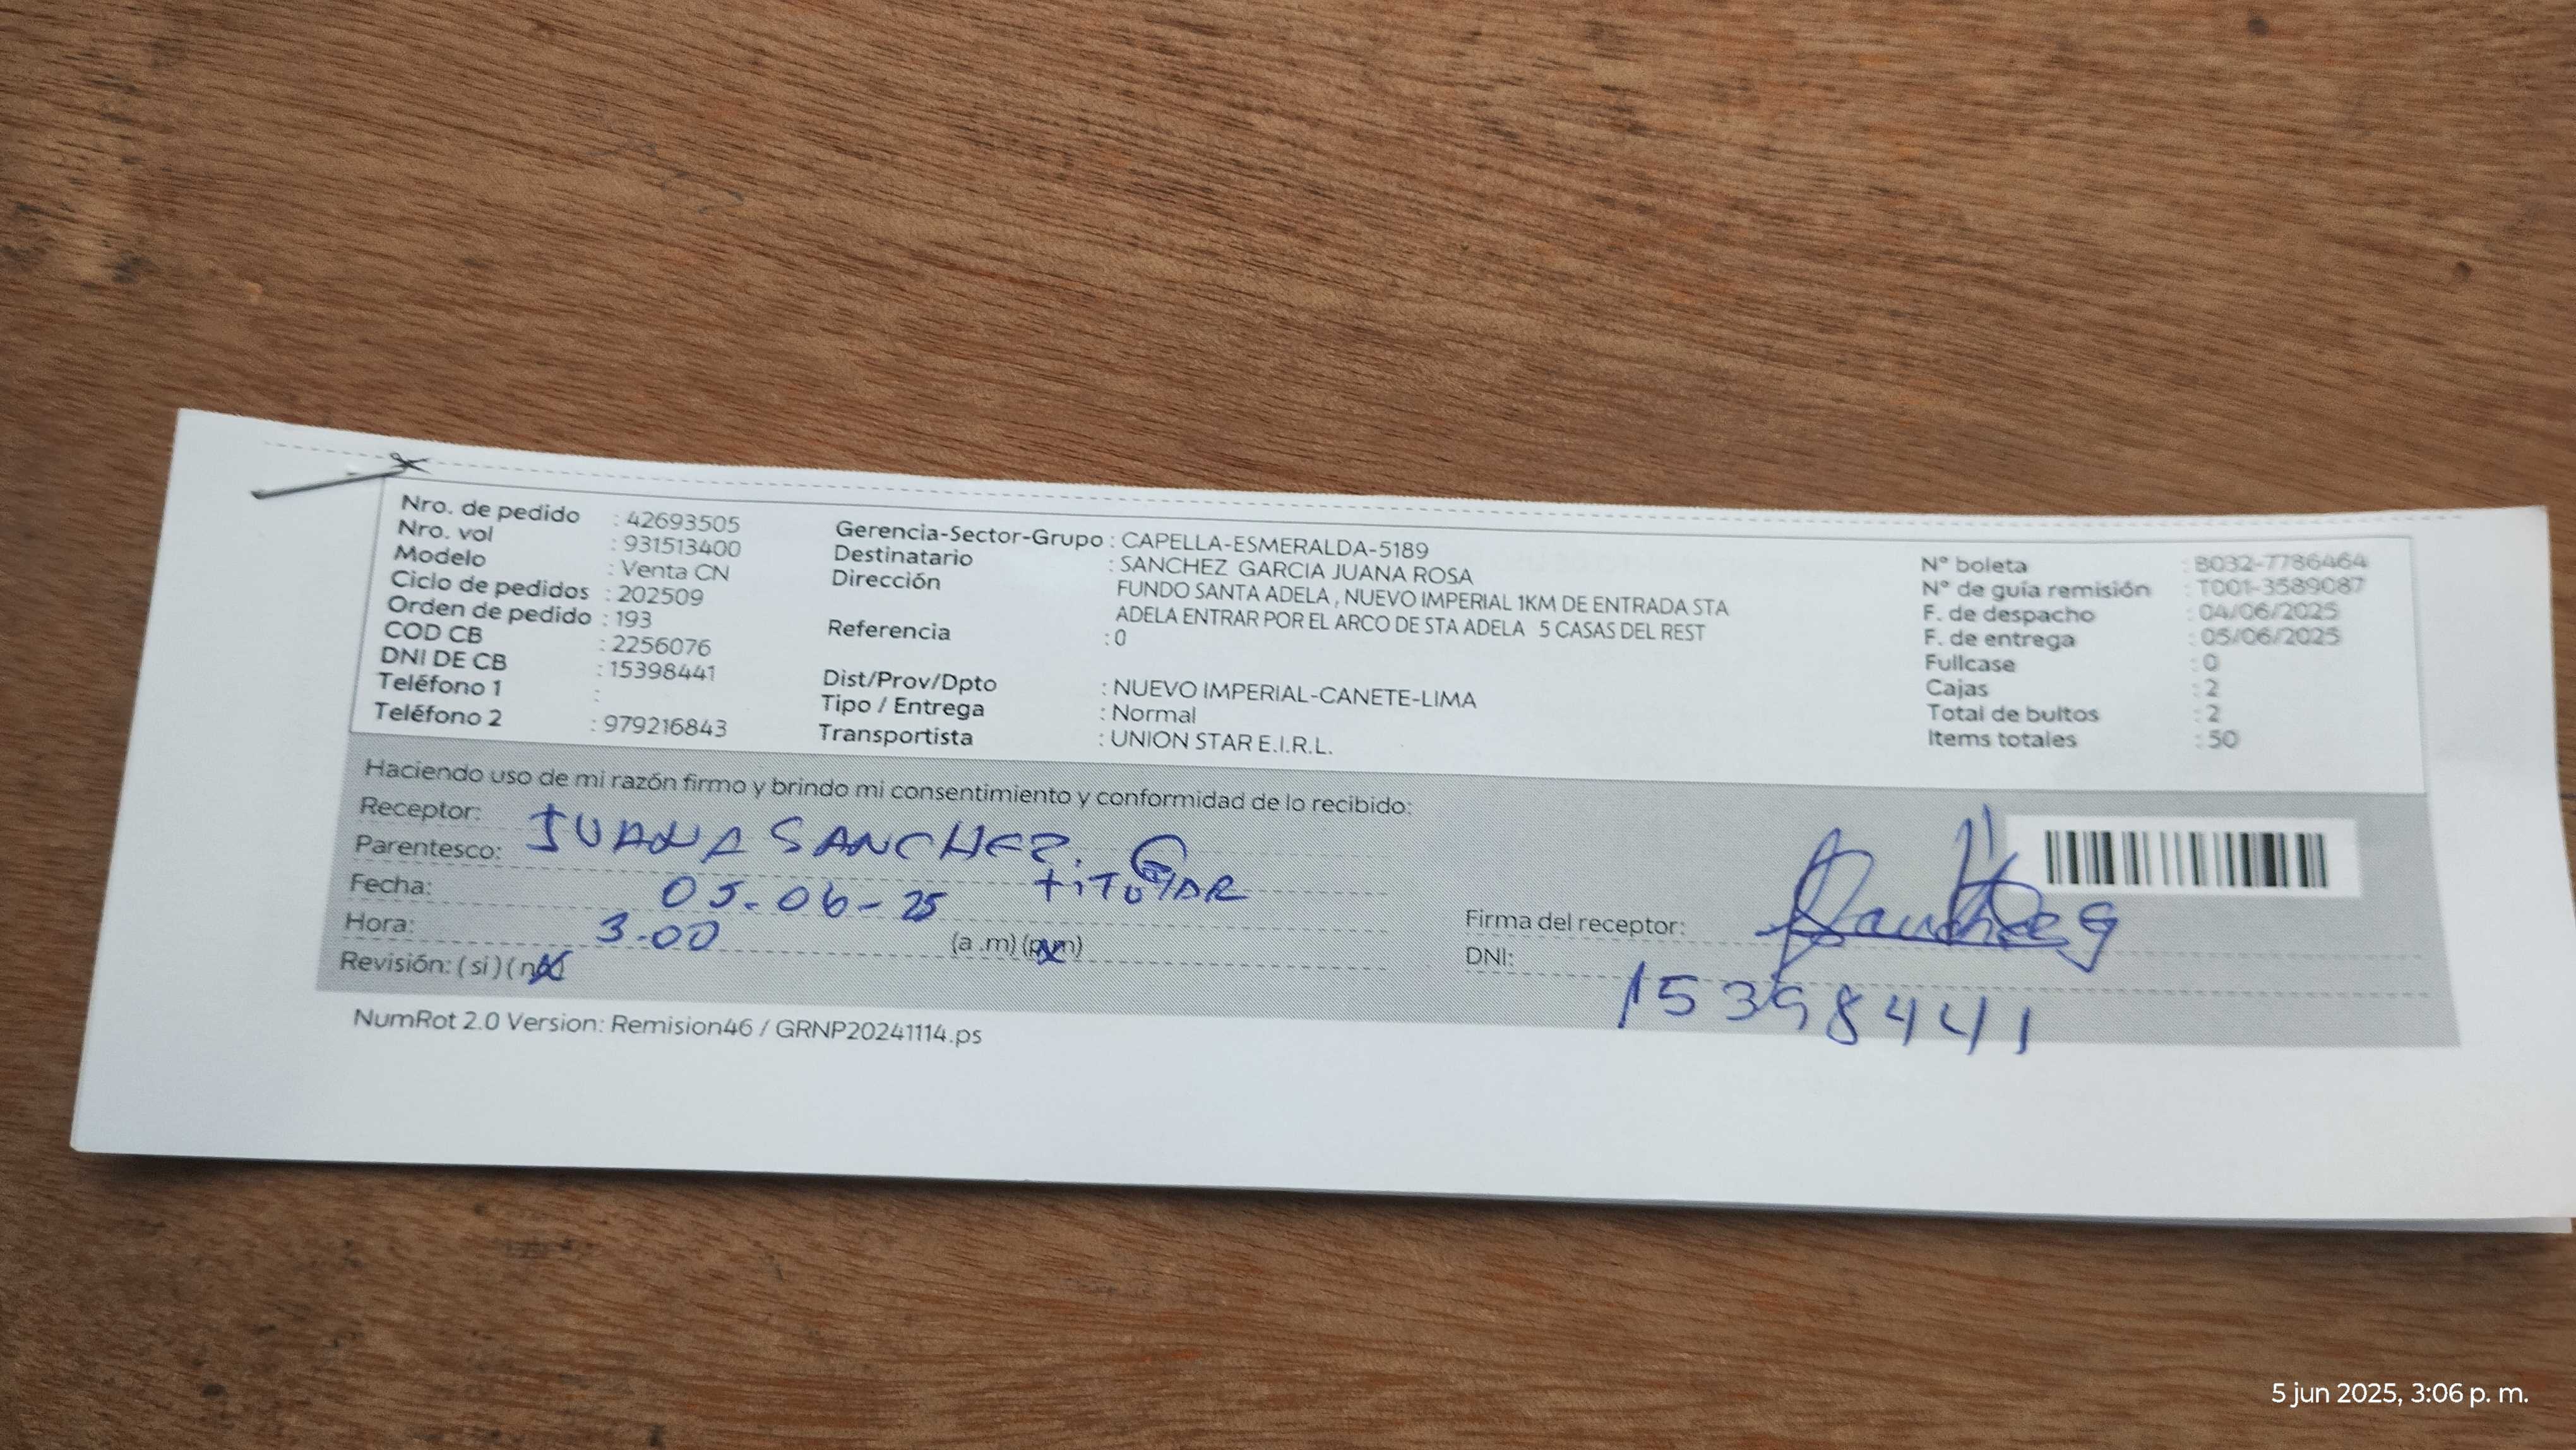 Nro. de pedido : 42693505
Nro. vol : 931513400
Modelo : Venta CN
Ciclo de pedidos : 202509
Orden de pedido : 193
COD CB : 2256076
DNI DE CB : 15398441
Teléfono 1 :
Teléfono 2 : 979216843
Gerencia-Sector-Grupo : CAPELLA-ESMERALDA-5189
Destinatario : SANCHEZ GARCIA JUANA ROSA
Dirección FUNDO SANTA ADELA , NUEVO IMPERIAL 1KM DE ENTRADA STA
ADELA ENTRAR POR EL ARCO DE STA ADELA 5 CASAS DEL REST
Referencia : 0
Dist/Prov/Dpto : NUEVO IMPERIAL-CANETE-LIMA
Tipo / Entrega : Normal
Transportista : UNION STAR E.I.R.L.
N° boleta : B032-7786464
N° de guía remisión : T001-3589087
F. de despacho : 04/06/2025
F. de entrega : 05/06/2025
Fullcase : 0
Cajas : 2
Total de bultos : 2
Items totales : 50
Haciendo uso de mi razón firmo y brindo mi consentimiento y conformidad de lo recibido:
Receptor: JUANA SANCHEZ. G
Parentesco: TITULAR
Fecha: 05-06-25
Hora: 3-00 (a .m) (p.m)
Revisión: ( si ) ( no )
Firma del receptor:
DNI: 15398441
NumRot 2.0 Version: Remision46 / GRNP20241114.ps
5 jun 2025, 3:06 p. m.